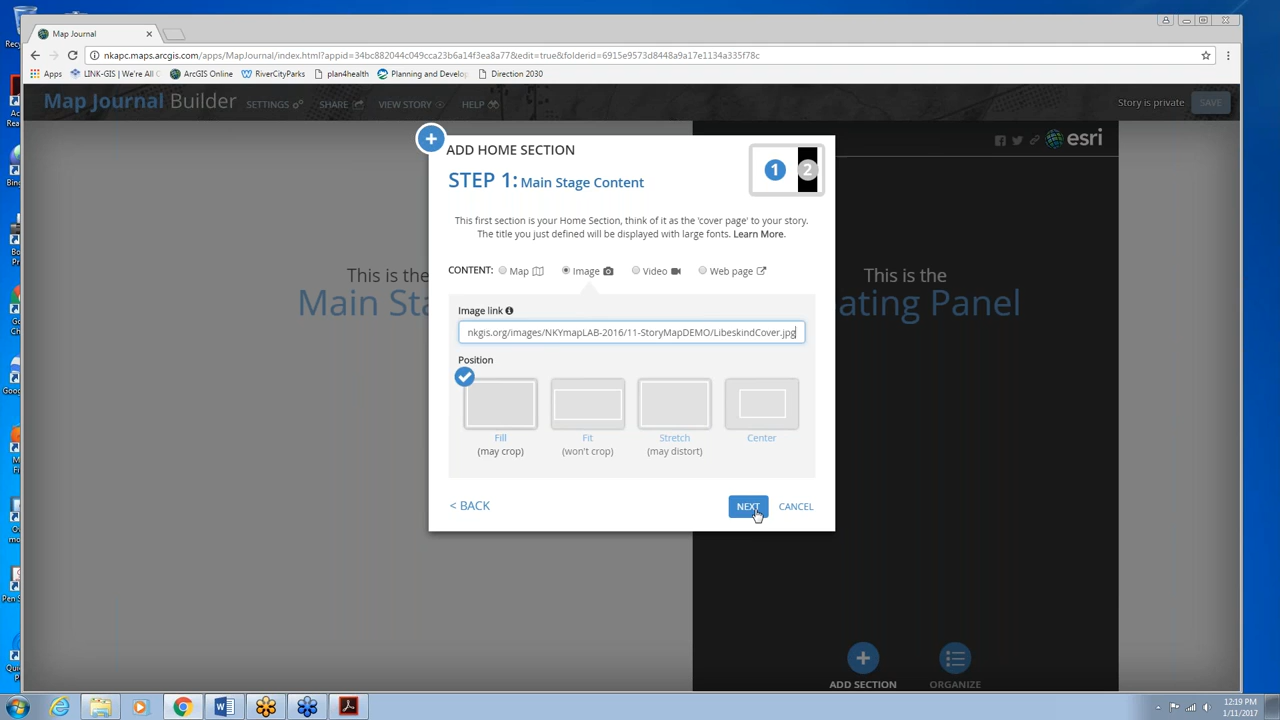 Map Journal
nkapc.maps.arcgis.com/apps/MapJournal/index.html?appid=34bc882044c049cca23b6a14f3ea8a77&edit=true&folderid=6915e9573d8448a9a17e1134a335f78c
Apps LINK-GIS | We're All C ArcGIS Online RiverCityParks plan4health Planning and Develo Direction 2030
Map Journal Builder SETTINGS SHARE VIEW STORY HELP Story is private SAVE
esri
ADD HOME SECTION
STEP 1: Main Stage Content
1 2
This first section is your Home Section, think of it as the 'cover page' to your story.
The title you just defined will be displayed with large fonts. Learn More.
CONTENT: Map Image Video Web page
This is the
Main Sta
This is the
ating Panel
Image link
nkgis.org/images/NKYmapLAB-2016/11-StoryMapDEMO/LibeskindCover.jpg
Position
Fill Fit Stretch Center
(may crop) (won't crop) (may distort)
< BACK NEXT CANCEL
ADD SECTION ORGANIZE
12:19 PM
1/11/2017